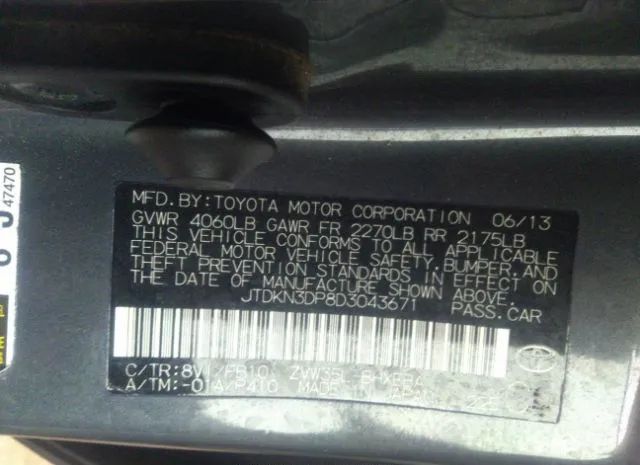 47470
MFD. BY: TOYOTA MOTOR CORPORATION 06/13
GVWR 4060LB GAWR FR 2270LB RR 2175LB
THIS VEHICLE CONFORMS TO ALL APPLICABLE
FEDERAL MOTOR VEHICLE SAFETY, BUMPER, AND
THEFT PREVENTION STANDARDS IN EFFECT ON
THE DATE OF MANUFACTURE SHOWN ABOVE.
JTDKN3DP8D3043671 PASS. CAR
C/TR: ZVW35L-
A/TM: -01A/P410 MADE IN JAPAN